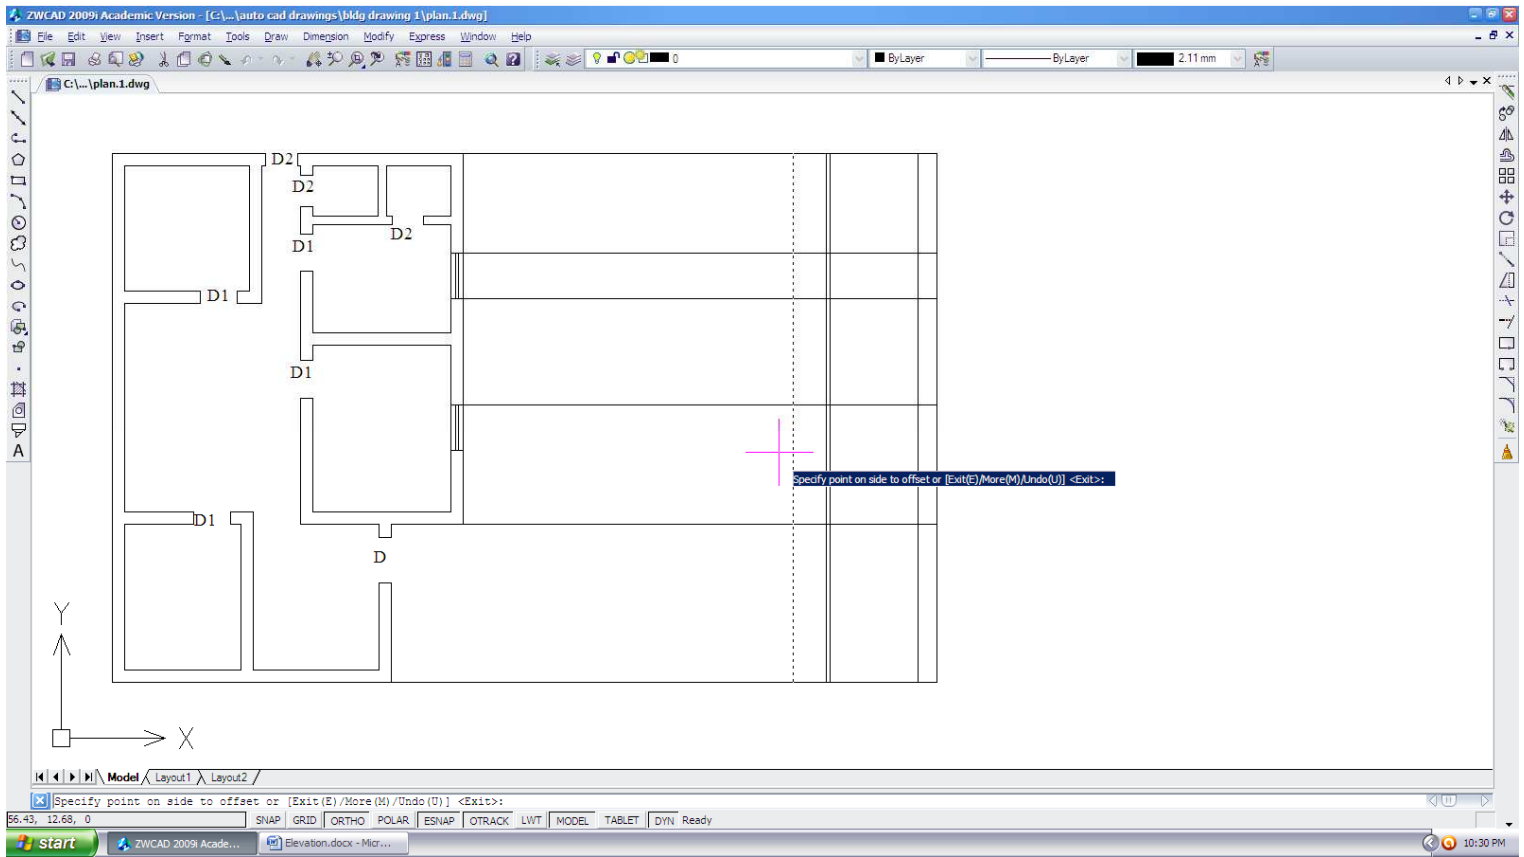 ZWCAD 2009i Academic Version - [C:\...\auto cad drawings\bldg drawing 1\plan.1.dwg]
File Edit View Insert Format Tools Draw Dimension Modify Express Window Help
0 ByLayer ByLayer 2.11 mm
C:\...\plan.1.dwg
D2
D2
D2
D1
D1
D1
D1
D
Specify point on side to offset or [Exit(E)/More(M)/Undo(U)] <Exit>:
A
Y
X
Model Layout1 Layout2
Specify point on side to offset or [Exit(E)/More(M)/Undo(U)] <Exit>:
56.43, 12.68, 0 SNAP GRID ORTHO POLAR ESNAP OTRACK LWT MODEL TABLET DYN Ready
start ZWCAD 2009i Acade... Elevation.docx - Micr... 10:30 PM